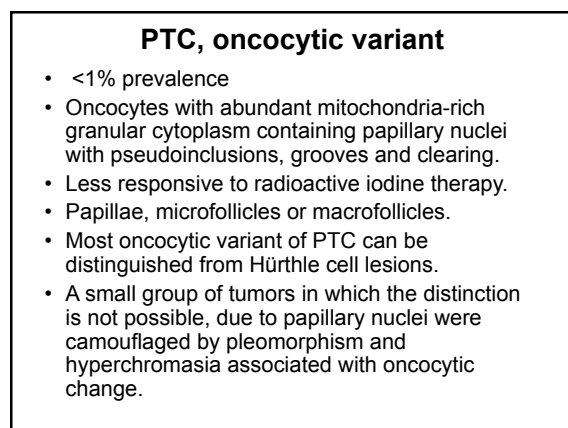 PTC, oncocytic variant
• <1% prevalence
• Oncocytes with abundant mitochondria-rich
granular cytoplasm containing papillary nuclei
with pseudoinclusions, grooves and clearing.
• Less responsive to radioactive iodine therapy.
• Papillae, microfollicles or macrofollicles.
• Most oncocytic variant of PTC can be
distinguished from Hürthle cell lesions.
• A small group of tumors in which the distinction
is not possible, due to papillary nuclei were
camouflaged by pleomorphism and
hyperchromasia associated with oncocytic
change.